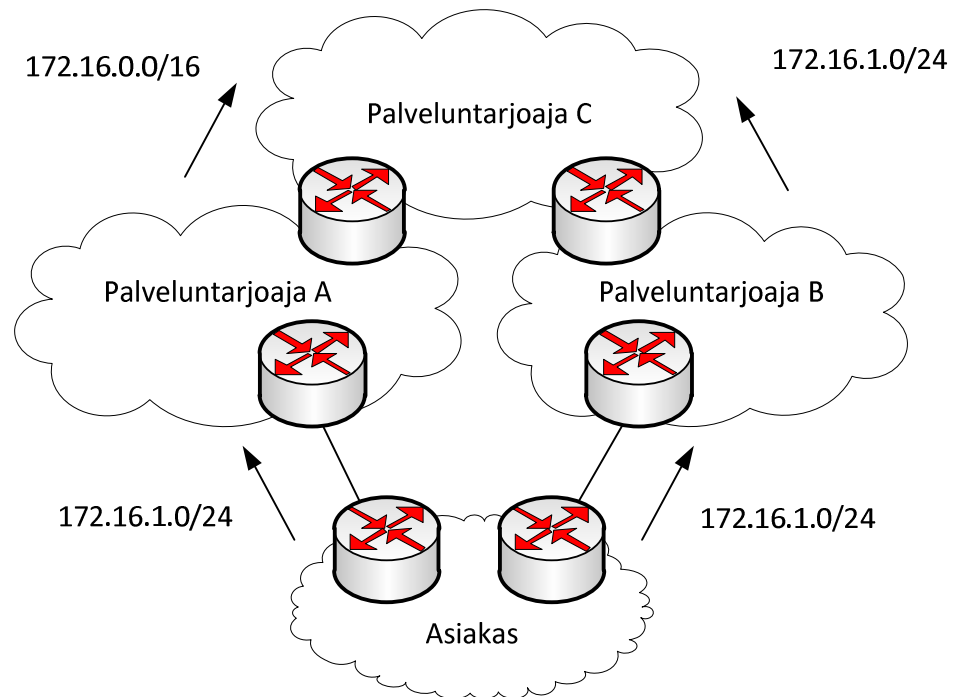 172.16.0.0/16
172.16.1.0/24
Palveluntarjoaja C
Palveluntarjoaja A
Palveluntarjoaja B
172.16.1.0/24
172.16.1.0/24
Asiakas